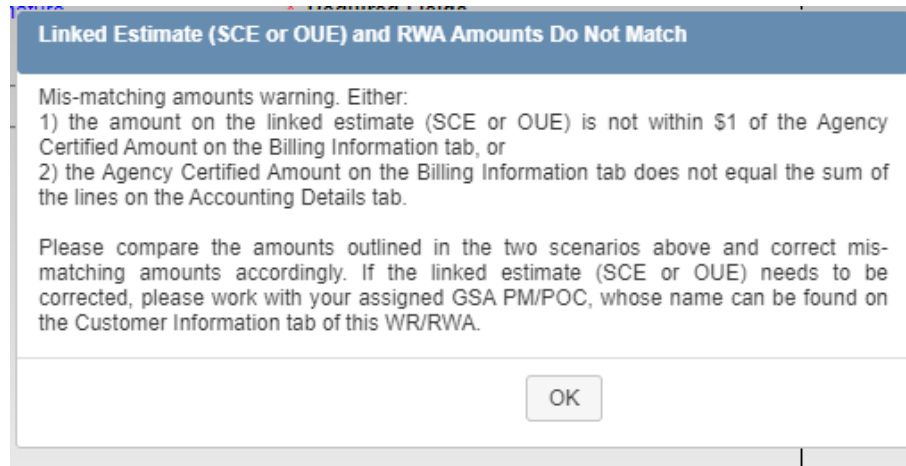 nature * Required Fields
Linked Estimate (SCE or OUE) and RWA Amounts Do Not Match
Mis-matching amounts warning. Either:
1) the amount on the linked estimate (SCE or OUE) is not within $1 of the Agency
Certified Amount on the Billing Information tab, or
2) the Agency Certified Amount on the Billing Information tab does not equal the sum of
the lines on the Accounting Details tab.
Please compare the amounts outlined in the two scenarios above and correct mis-
matching amounts accordingly. If the linked estimate (SCE or OUE) needs to be
corrected, please work with your assigned GSA PM/POC, whose name can be found on
the Customer Information tab of this WR/RWA.
OK